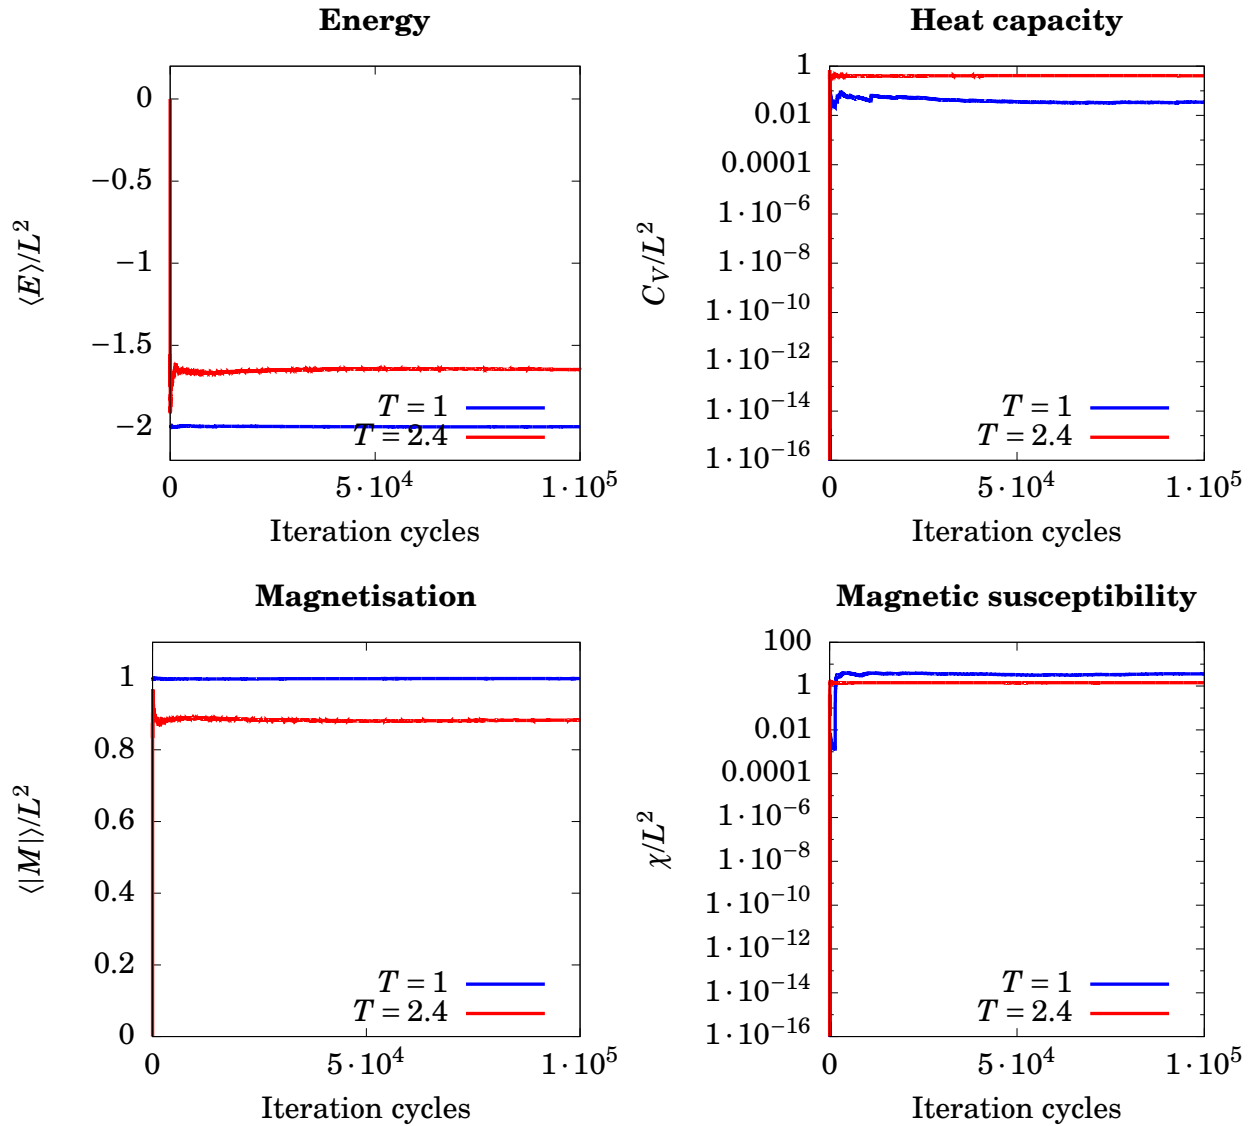 Energy
0
−0.5
−1
−1.5
−2
⟨E⟩/L²
T = 1
T = 2.4
0
5·10⁴
1·10⁵
Iteration cycles
Heat capacity
1
0.01
0.0001
1·10⁻⁶
1·10⁻⁸
1·10⁻¹⁰
1·10⁻¹²
1·10⁻¹⁴
1·10⁻¹⁶
C_V/L²
T = 1
T = 2.4
0
5·10⁴
1·10⁵
Iteration cycles
Magnetisation
1
0.8
0.6
0.4
0.2
0
⟨|M|⟩/L²
T = 1
T = 2.4
0
5·10⁴
1·10⁵
Iteration cycles
Magnetic susceptibility
100
1
0.01
0.0001
1·10⁻⁶
1·10⁻⁸
1·10⁻¹⁰
1·10⁻¹²
1·10⁻¹⁴
1·10⁻¹⁶
χ/L²
T = 1
T = 2.4
0
5·10⁴
1·10⁵
Iteration cycles